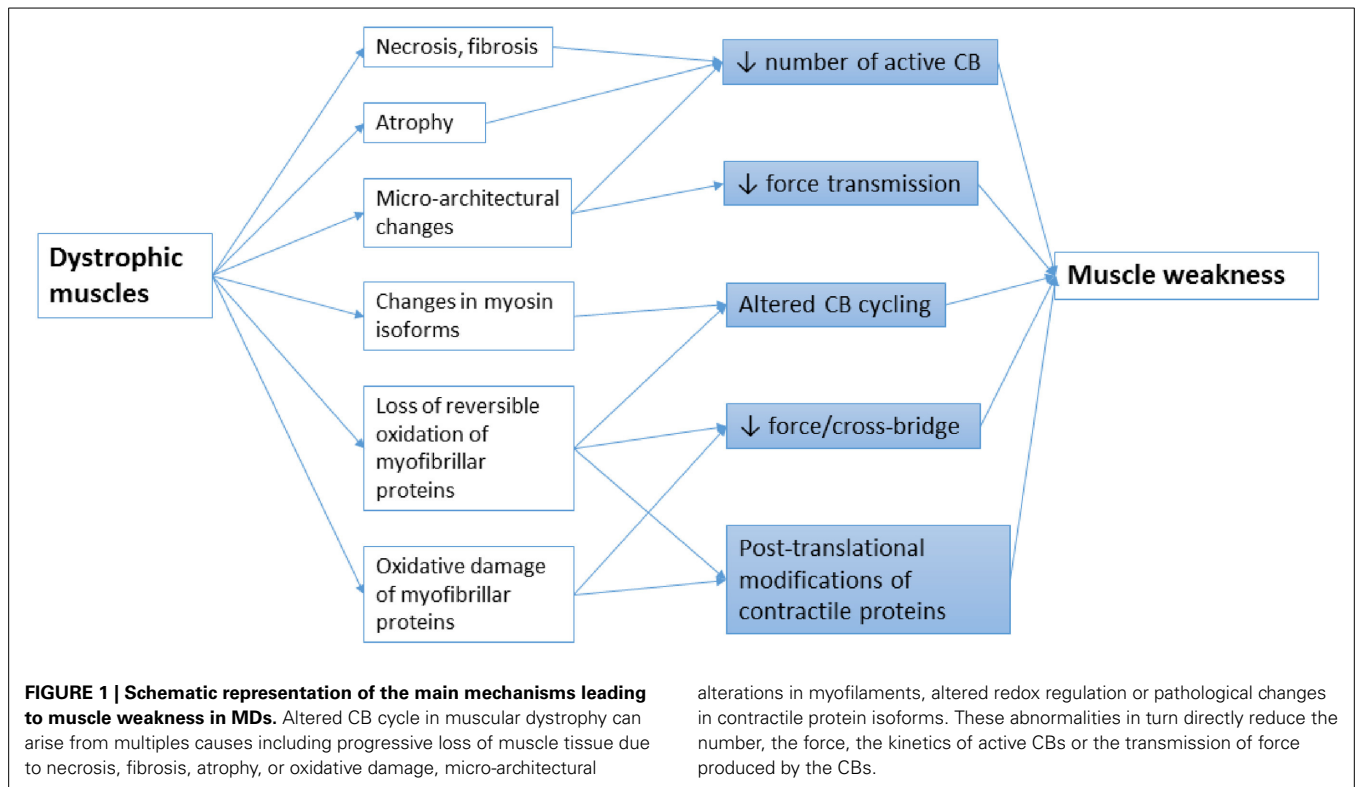 Necrosis, fibrosis
↓ number of active CB
Atrophy
Micro-architectural
changes
↓ force transmission
Dystrophic
muscles
Muscle weakness
Changes in myosin
isoforms
Altered CB cycling
Loss of reversible
oxidation of
myofibrillar
proteins
↓ force/cross-bridge
Oxidative damage
of myofibrillar
proteins
Post-translational
modifications of
contractile proteins
FIGURE 1 | Schematic representation of the main mechanisms leading
to muscle weakness in MDs. Altered CB cycle in muscular dystrophy can
arise from multiples causes including progressive loss of muscle tissue due
to necrosis, fibrosis, atrophy, or oxidative damage, micro-architectural
alterations in myofilaments, altered redox regulation or pathological changes
in contractile protein isoforms. These abnormalities in turn directly reduce the
number, the force, the kinetics of active CBs or the transmission of force
produced by the CBs.